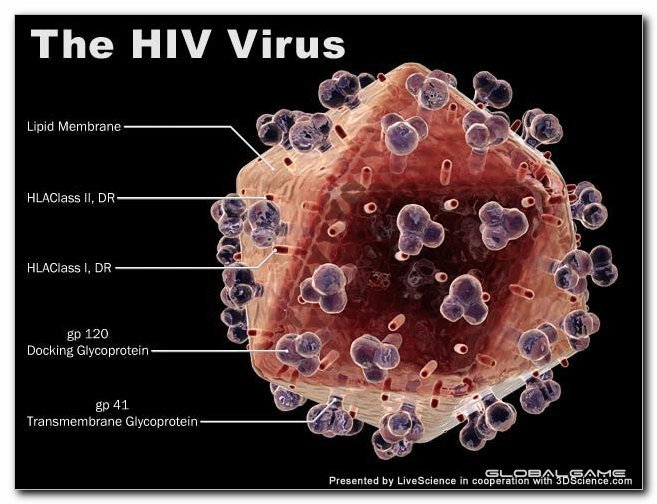 The HIV Virus
Lipid Membrane
HLAClass II, DR
HLAClass I, DR
gp 120
Docking Glycoprotein
gp 41
Transmembrane Glycoprotein
GLOBALGAME
Presented by LiveScience in cooperation with 3DScience.com